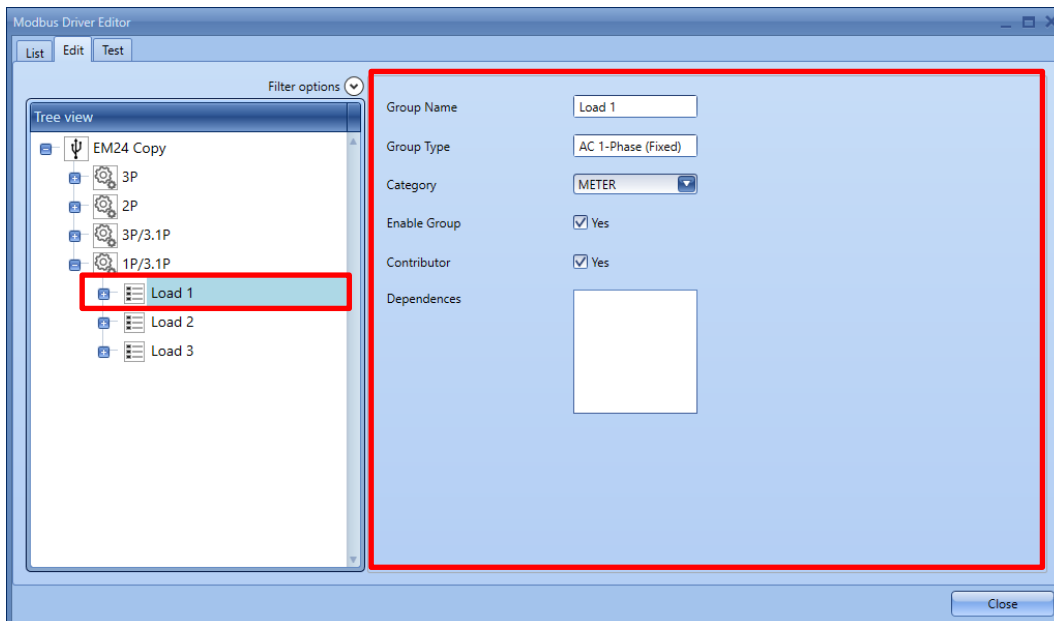 Modbus Driver Editor
List Edit Test
Filter options
Tree view
EM24 Copy
3P
2P
3P/3.1P
1P/3.1P
Load 1
Load 2
Load 3
Group Name Load 1
Group Type AC 1-Phase (Fixed)
Category METER
Enable Group Yes
Contributor Yes
Dependences
Close